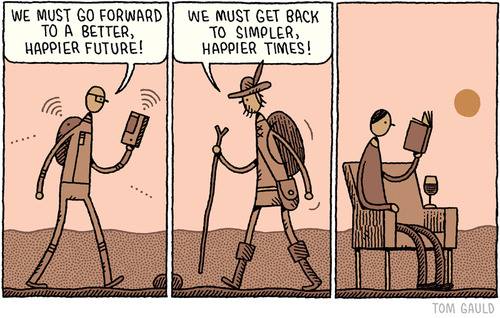 WE MUST GO FORWARD
TO A BETTER,
HAPPIER FUTURE!
WE MUST GET BACK
TO SIMPLER,
HAPPIER TIMES!
TOM GAULD